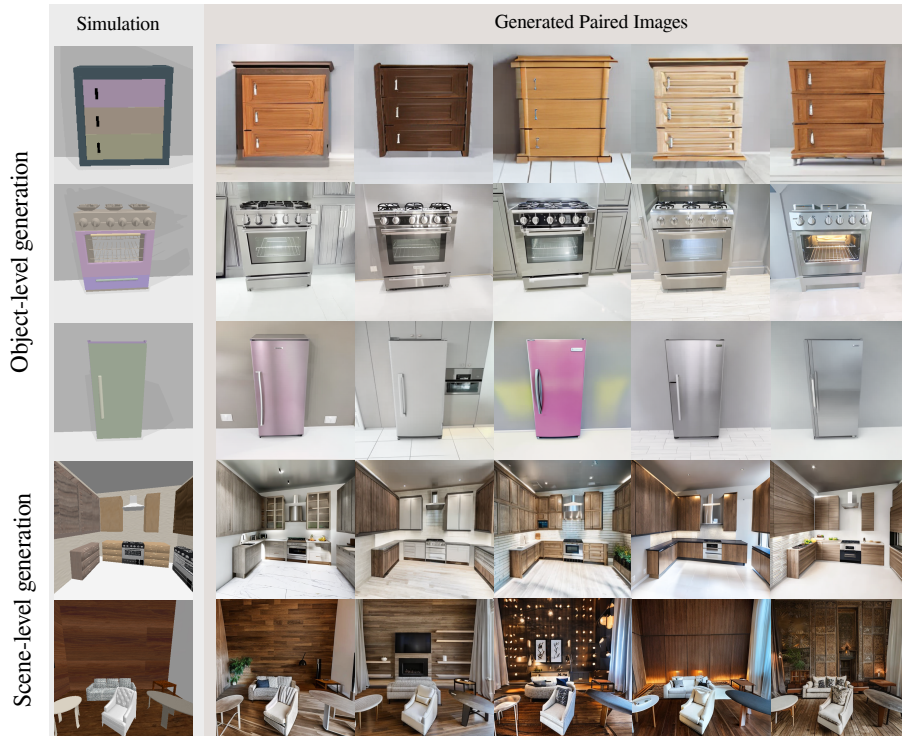 Simulation
Generated Paired Images
Object-level generation
Scene-level generation